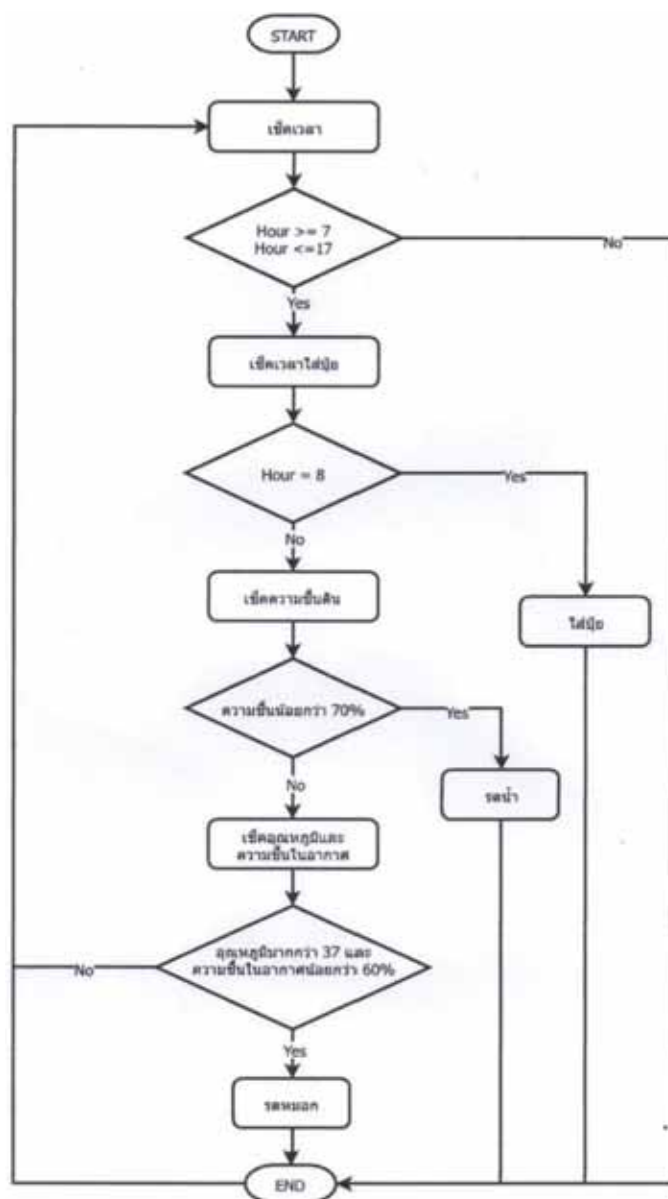 START
เช็คเวลา
Hour >= 7
Hour <=17
No
Yes
เช็คเวลาใส่ปุ๋ย
Hour = 8
Yes
No
เช็คความชื้นดิน
ใส่ปุ๋ย
ความชื้นน้อยกว่า 70%
Yes
No
รดน้ำ
เช็คอุณหภูมิและ
ความชื้นในอากาศ
อุณหภูมิมากกว่า 37 และ
ความชื้นในอากาศน้อยกว่า 60%
No
Yes
รดหมอก
END